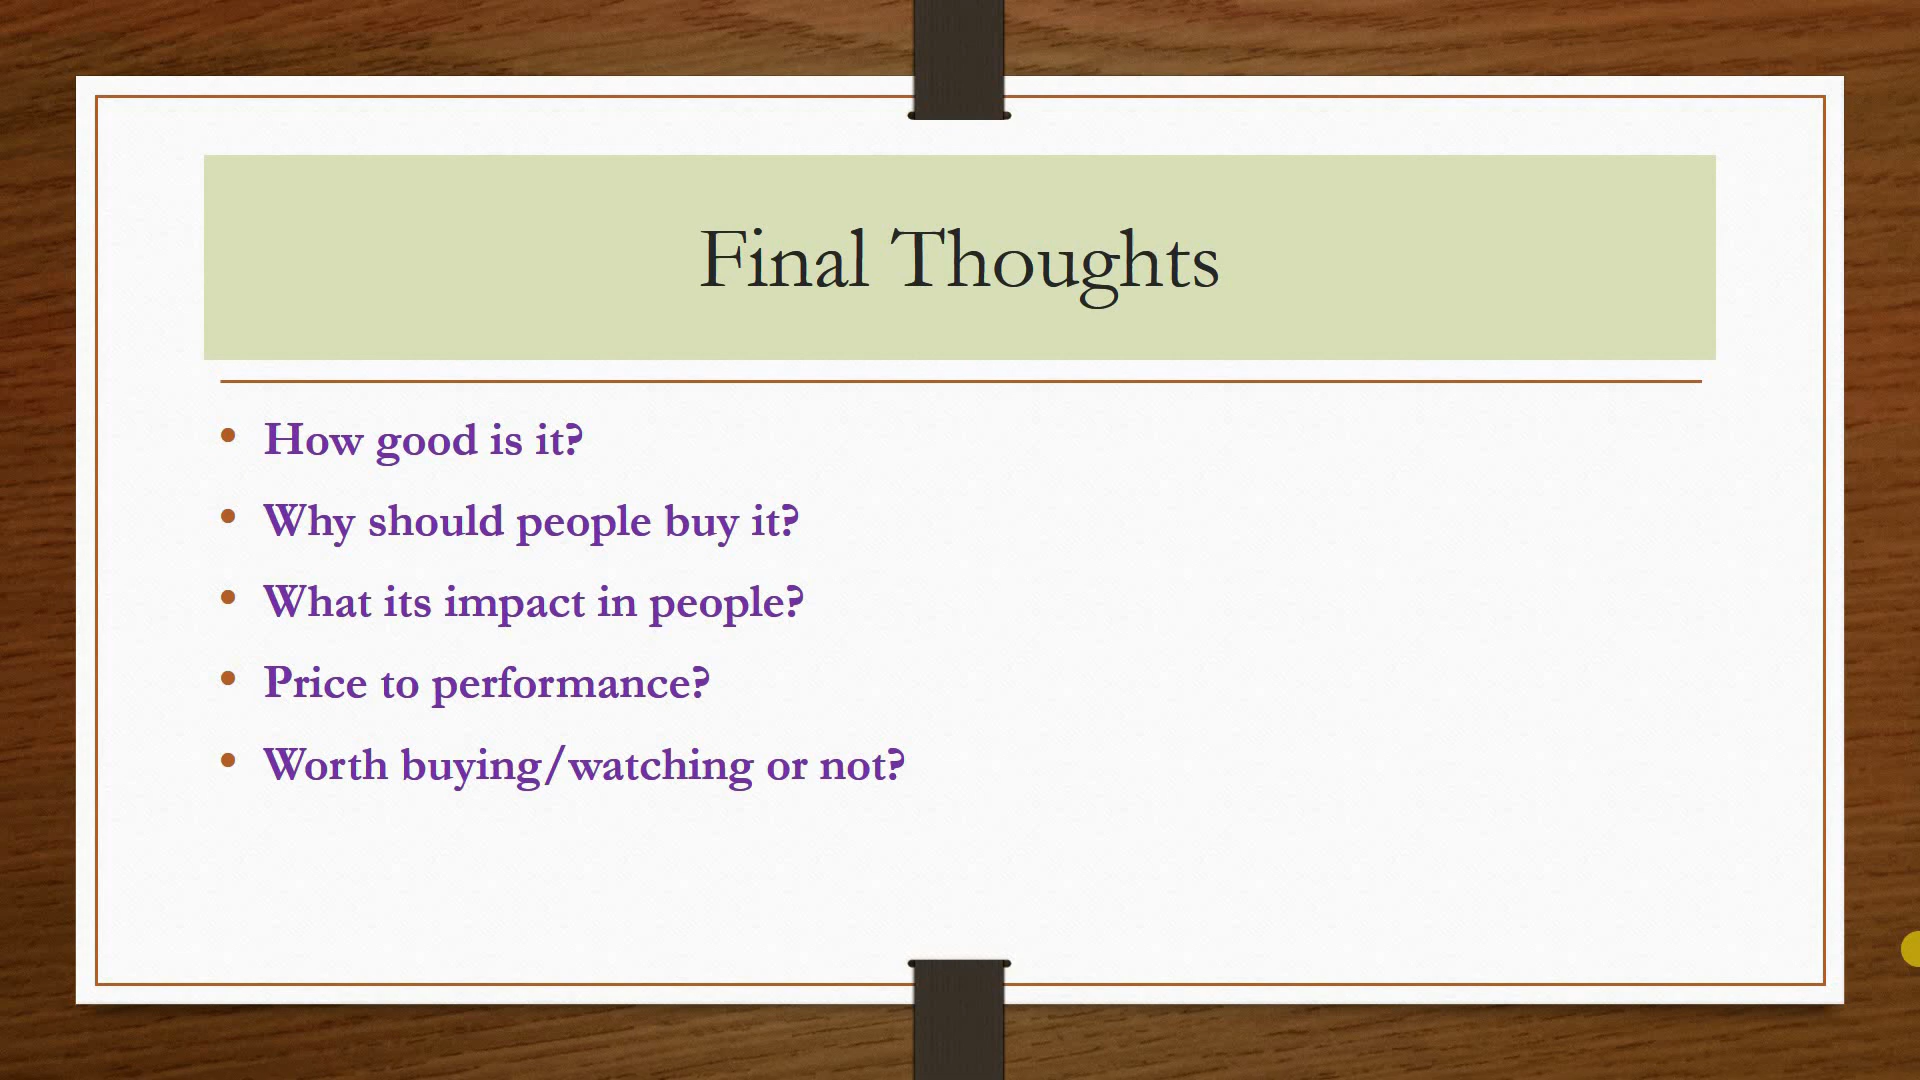 Final Thoughts
• How good is it?
• Why should people buy it?
• What its impact in people?
• Price to performance?
• Worth buying/watching or not?